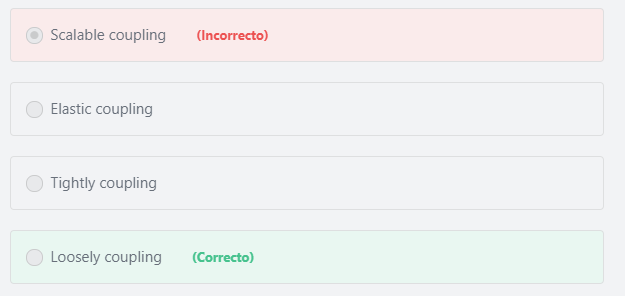 Scalable coupling (Incorrecto)
Elastic coupling
Tightly coupling
Loosely coupling (Correcto)